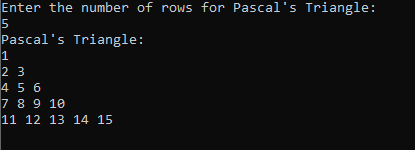 Enter the number of rows for Pascal's Triangle:
5
Pascal's Triangle:
1
2 3
4 5 6
7 8 9 10
11 12 13 14 15